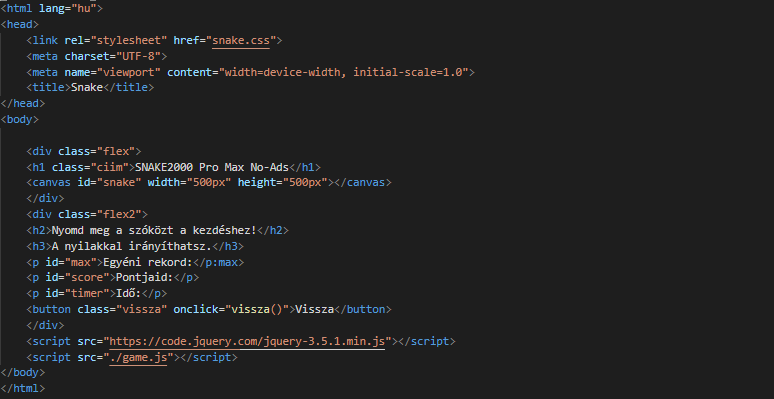 <html lang="hu">
<head>
    <link rel="stylesheet" href="snake.css">
    <meta charset="UTF-8">
    <meta name="viewport" content="width=device-width, initial-scale=1.0">
    <title>Snake</title>
</head>
<body>
    <div class="flex">
    <h1 class="ciim">SNAKE2000 Pro Max No-Ads</h1>
    <canvas id="snake" width="500px" height="500px"></canvas>
    </div>
    <div class="flex2">
    <h2>Nyomd meg a szóközt a kezdéshez!</h2>
    <h3>A nyilakkal irányíthatsz.</h3>
    <p id="max">Egyéni rekord:</p:max>
    <p id="score">Pontjaid:</p>
    <p id="timer">Idő:</p>
    <button class="vissza" onclick="vissza()">Vissza</button>
    </div>
    <script src="https://code.jquery.com/jquery-3.5.1.min.js"></script>
    <script src="./game.js"></script>
</body>
</html>